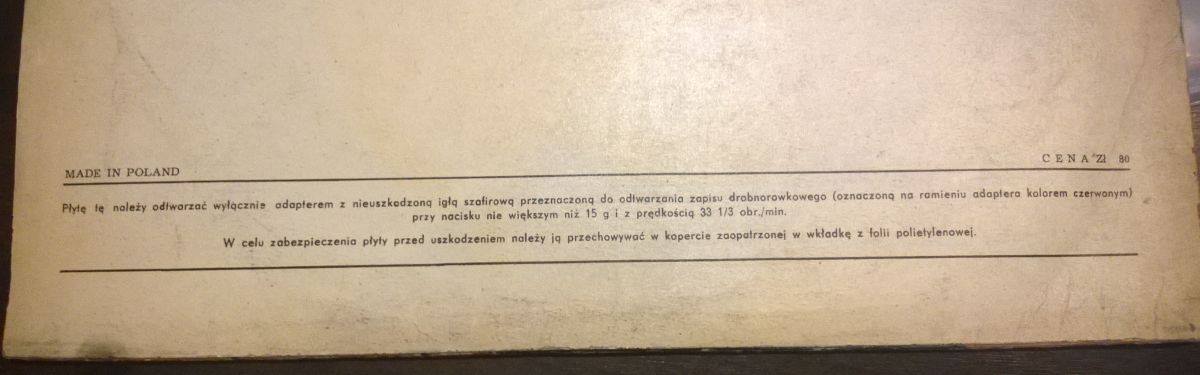 MADE IN POLAND
CENA Zł 80
Płytę tę należy odtwarzać wyłącznie adapterem z nieuszkodzoną igłą szafirową przeznaczoną do odtwarzania zapisu drobnorowkowego (oznaczoną na ramieniu adaptera kolorem czerwonym)
przy nacisku nie większym niż 15 g i z prędkością 33 1/3 obr./min.
W celu zabezpieczenia płyty przed uszkodzeniem należy ją przechowywać w kopercie zaopatrzonej w wkładkę z folii polietylenowej.